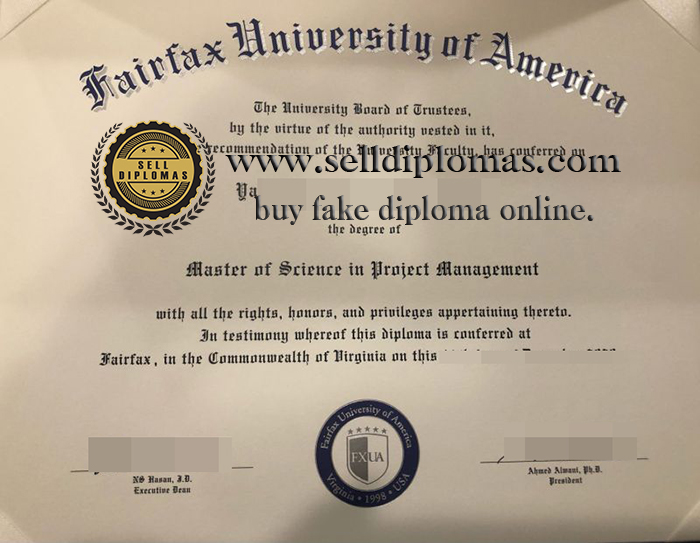 Fairfax University of America
The University Board of Trustees,
by the virtue of the authority vested in it,
recommendation of the University Faculty, has conferred on
SELL
DIPLOMAS
www.selldiplomas.com
Ya
buy fake diploma online.
the degree of
Master of Science in Project Management
with all the rights, honors, and privileges appertaining thereto.
In testimony whereof this diploma is conferred at
Fairfax, in the Commonwealth of Virginia on this
NS Hasan, J.D.
Executive Dean
Fairfax University of America
FXUA
Virginia • 1998 • USA
Ahmed Alwani, Ph.D.
President